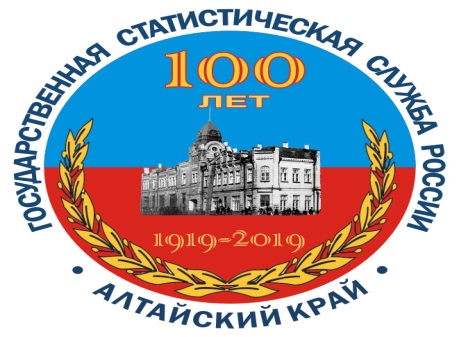 ГОСУДАРСТВЕННАЯ СТАТИСТИЧЕСКАЯ СЛУЖБА РОССИИ
100
ЛЕТ
1919-2019
• АЛТАЙСКИЙ КРАЙ •